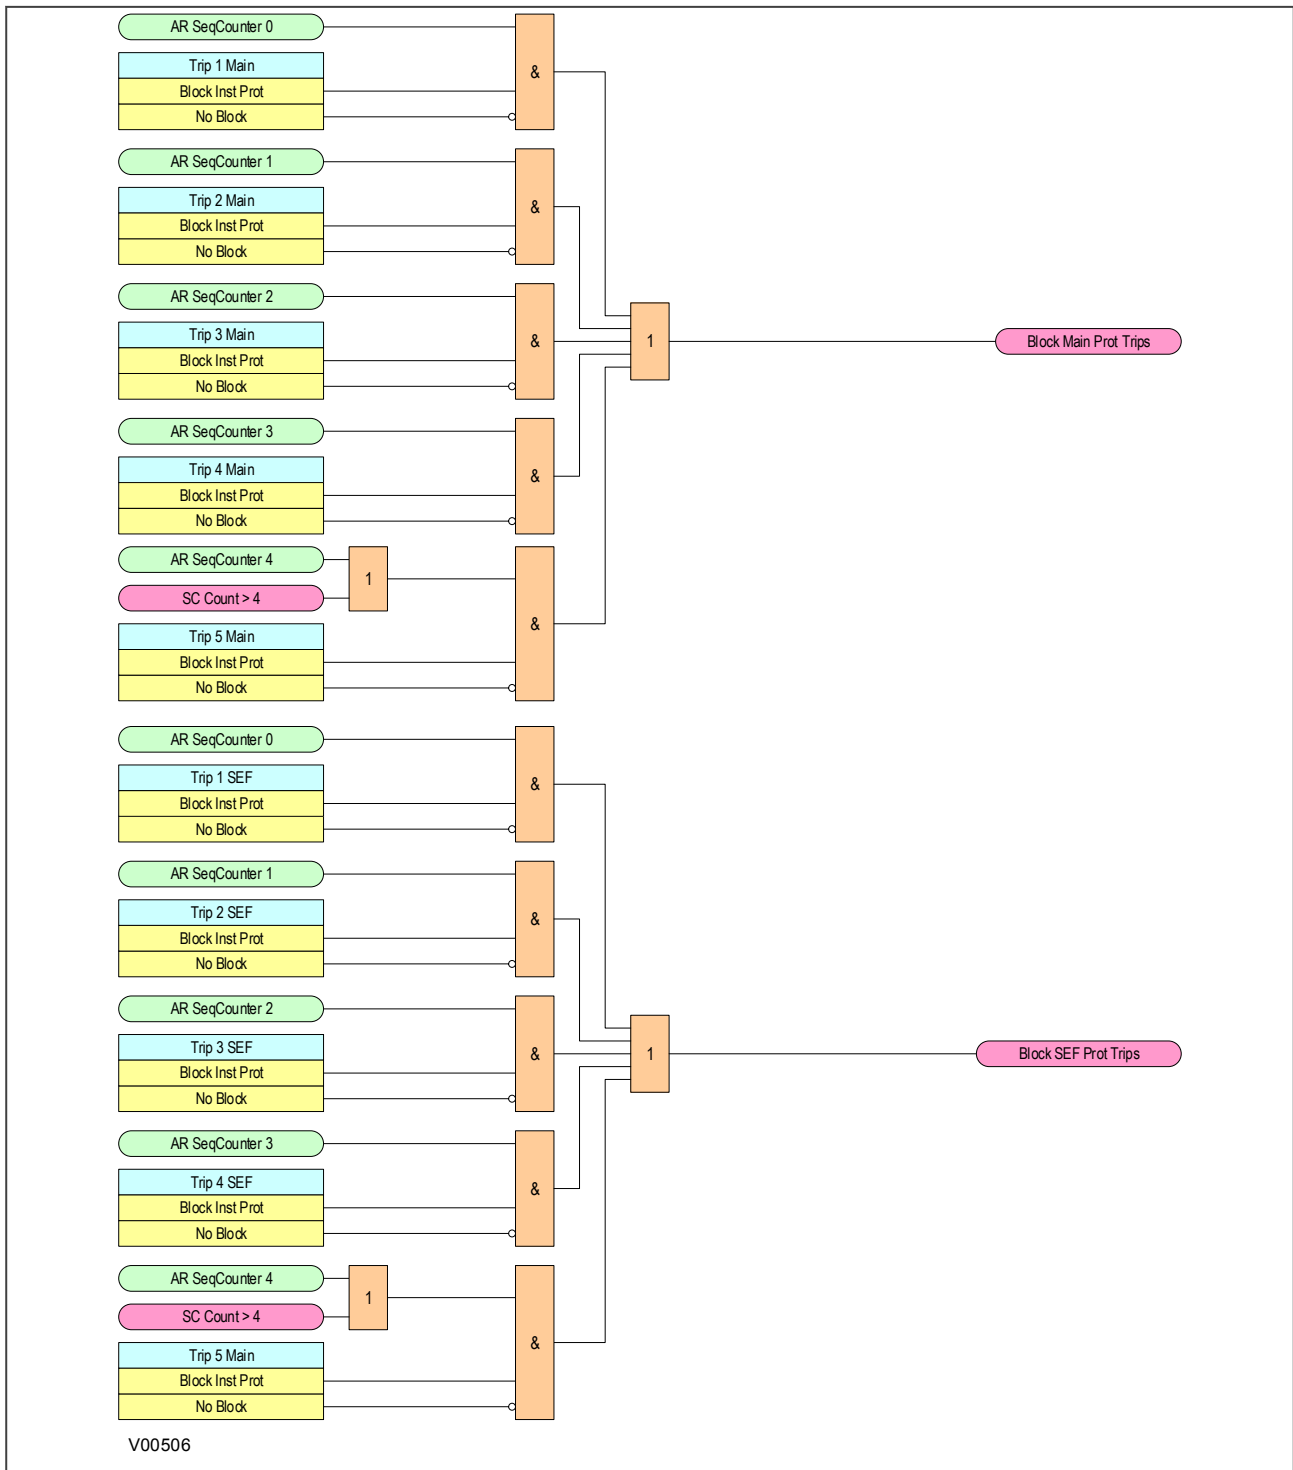 AR SeqCounter 0
Trip 1 Main
&
Block Inst Prot
No Block
AR SeqCounter 1
Trip 2 Main
&
Block Inst Prot
No Block
AR SeqCounter 2
Trip 3 Main
&
1
Block Main Prot Trips
Block Inst Prot
No Block
AR SeqCounter 3
Trip 4 Main
&
Block Inst Prot
No Block
AR SeqCounter 4
1
SC Count > 4
&
Trip 5 Main
Block Inst Prot
No Block
AR SeqCounter 0
Trip 1 SEF
&
Block Inst Prot
No Block
AR SeqCounter 1
Trip 2 SEF
&
Block Inst Prot
No Block
AR SeqCounter 2
Trip 3 SEF
&
1
Block SEF Prot Trips
Block Inst Prot
No Block
AR SeqCounter 3
Trip 4 SEF
&
Block Inst Prot
No Block
AR SeqCounter 4
1
SC Count > 4
&
Trip 5 Main
Block Inst Prot
No Block
V00506